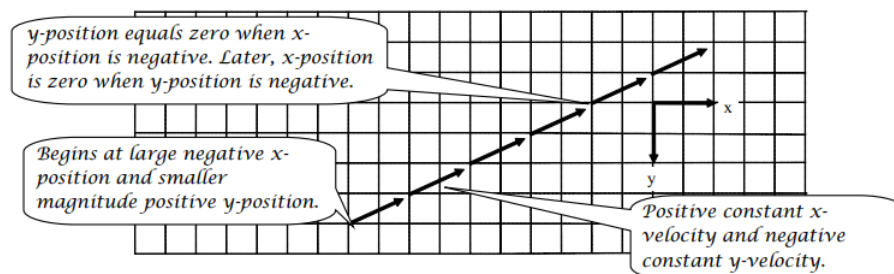 y-position equals zero when x-
position is negative. Later, x-position
is zero when y-position is negative.
x
Begins at large negative x-
position and smaller
magnitude positive y-position.
y
Positive constant x-
velocity and negative
constant y-velocity.